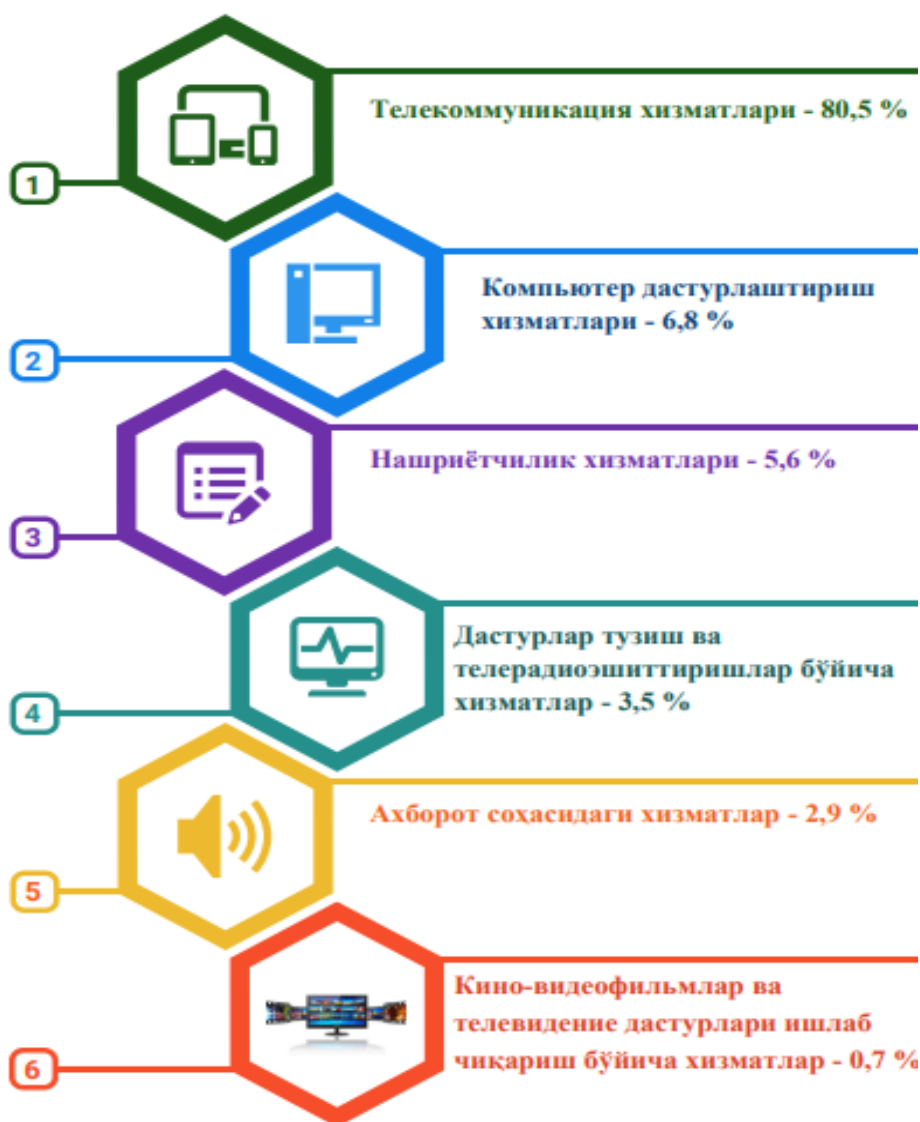 Телекоммуникация хизматлари - 80,5 %
1
Компьютер дастурлаштириш
хизматлари - 6,8 %
2
Нашриётчилик хизматлари - 5,6 %
3
Дастурлар тузиш ва
телерадиоэшиттиришлар бўйича
хизматлар - 3,5 %
4
Ахборот соҳасидаги хизматлар - 2,9 %
5
Кино-видеофильмлар ва
телевидение дастурлари ишлаб
чиқариш бўйича хизматлар - 0,7 %
6